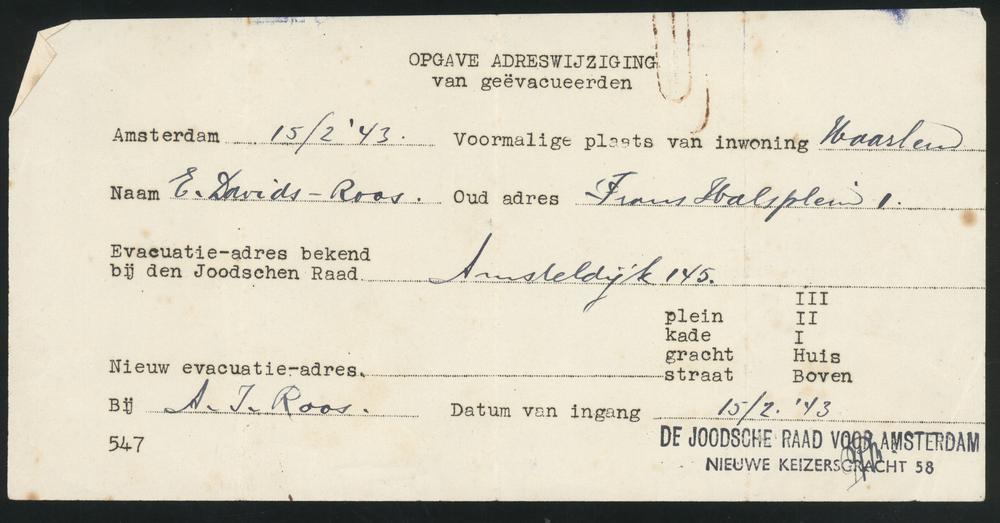 OPGAVE ADRESWIJZIGING
van geëvacueerden
Amsterdam 15/2 '43. Voormalige plaats van inwoning Haarlem
Naam E. Davids-Roos. Oud adres Frans Halsplein 1.
Evacuatie-adres bekend
bij den Joodschen Raad Amsteldijk 145.
III
plein II
kade I
gracht Huis
Nieuw evacuatie-adres. straat Boven
Bij A. J. Roos. Datum van ingang 15/2. '43
547
DE JOODSCHE RAAD VOOR AMSTERDAM
NIEUWE KEIZERSGRACHT 58